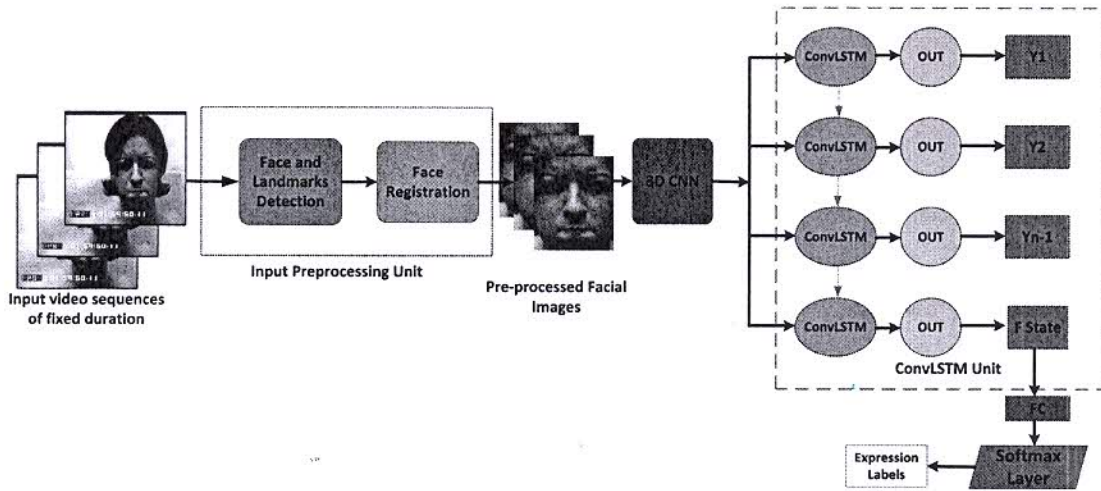 Input video sequences
of fixed duration
Face and
Landmarks
Detection
Face
Registration
Input Preprocessing Unit
Pre-processed Facial
Images
3D CNN
ConvLSTM
OUT
Y1
ConvLSTM
OUT
Y2
ConvLSTM
OUT
Yn-1
ConvLSTM
OUT
F State
ConvLSTM Unit
FC
Softmax
Layer
Expression
Labels